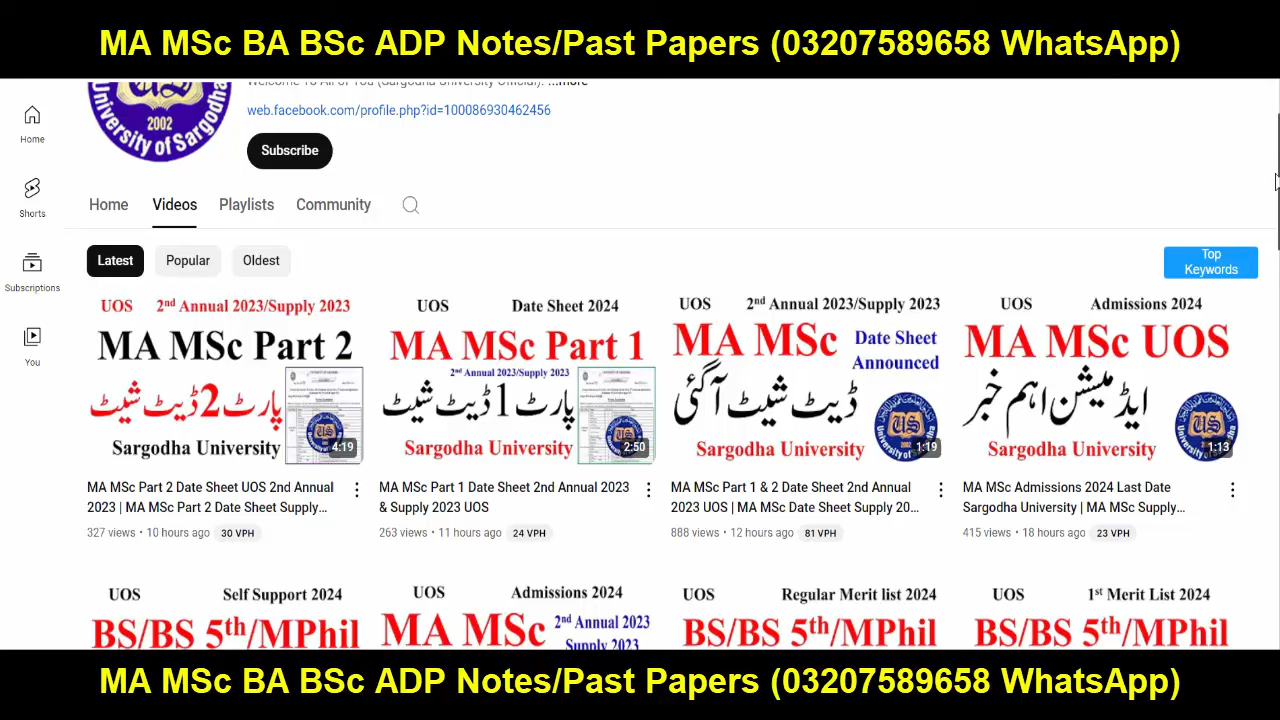 MA MSc BA BSc ADP Notes/Past Papers (03207589658 WhatsApp)
University of Sargodha
2002
Welcome To All of You (Sargodha University Official). ...more
web.facebook.com/profile.php?id=100086930462456
Subscribe
Home
Shorts
Subscriptions
You
Home Videos Playlists Community
Latest Popular Oldest
Top Keywords
UOS 2nd Annual 2023/Supply 2023
MA MSc Part 2
پارٹ 2 ڈیٹ شیٹ
Sargodha University
4:19
MA MSc Part 2 Date Sheet UOS 2nd Annual
2023 | MA MSc Part 2 Date Sheet Supply...
327 views • 10 hours ago 30 VPH
UOS Date Sheet 2024
MA MSc Part 1
2nd Annual 2023/Supply 2023
پارٹ 1 ڈیٹ شیٹ
Sargodha University
2:50
MA MSc Part 1 Date Sheet 2nd Annual 2023
& Supply 2023 UOS
263 views • 11 hours ago 24 VPH
UOS 2nd Annual 2023/Supply 2023
MA MSc Date Sheet
Announced
ڈیٹ شیٹ آگئی
Sargodha University
1:19
MA MSc Part 1 & 2 Date Sheet 2nd Annual
2023 UOS | MA MSc Date Sheet Supply 20...
888 views • 12 hours ago 81 VPH
UOS Admissions 2024
MA MSc UOS
ایڈمیشن اہم خبر
Sargodha University
1:13
MA MSc Admissions 2024 Last Date
Sargodha University | MA MSc Supply...
415 views • 18 hours ago 23 VPH
UOS Self Support 2024
BS/BS 5th/MPhil
UOS Admissions 2024
MA MSc 2nd Annual 2023
Supply 2023
UOS Regular Merit list 2024
BS/BS 5th/MPhil
UOS 1st Merit List 2024
BS/BS 5th/MPhil
MA MSc BA BSc ADP Notes/Past Papers (03207589658 WhatsApp)